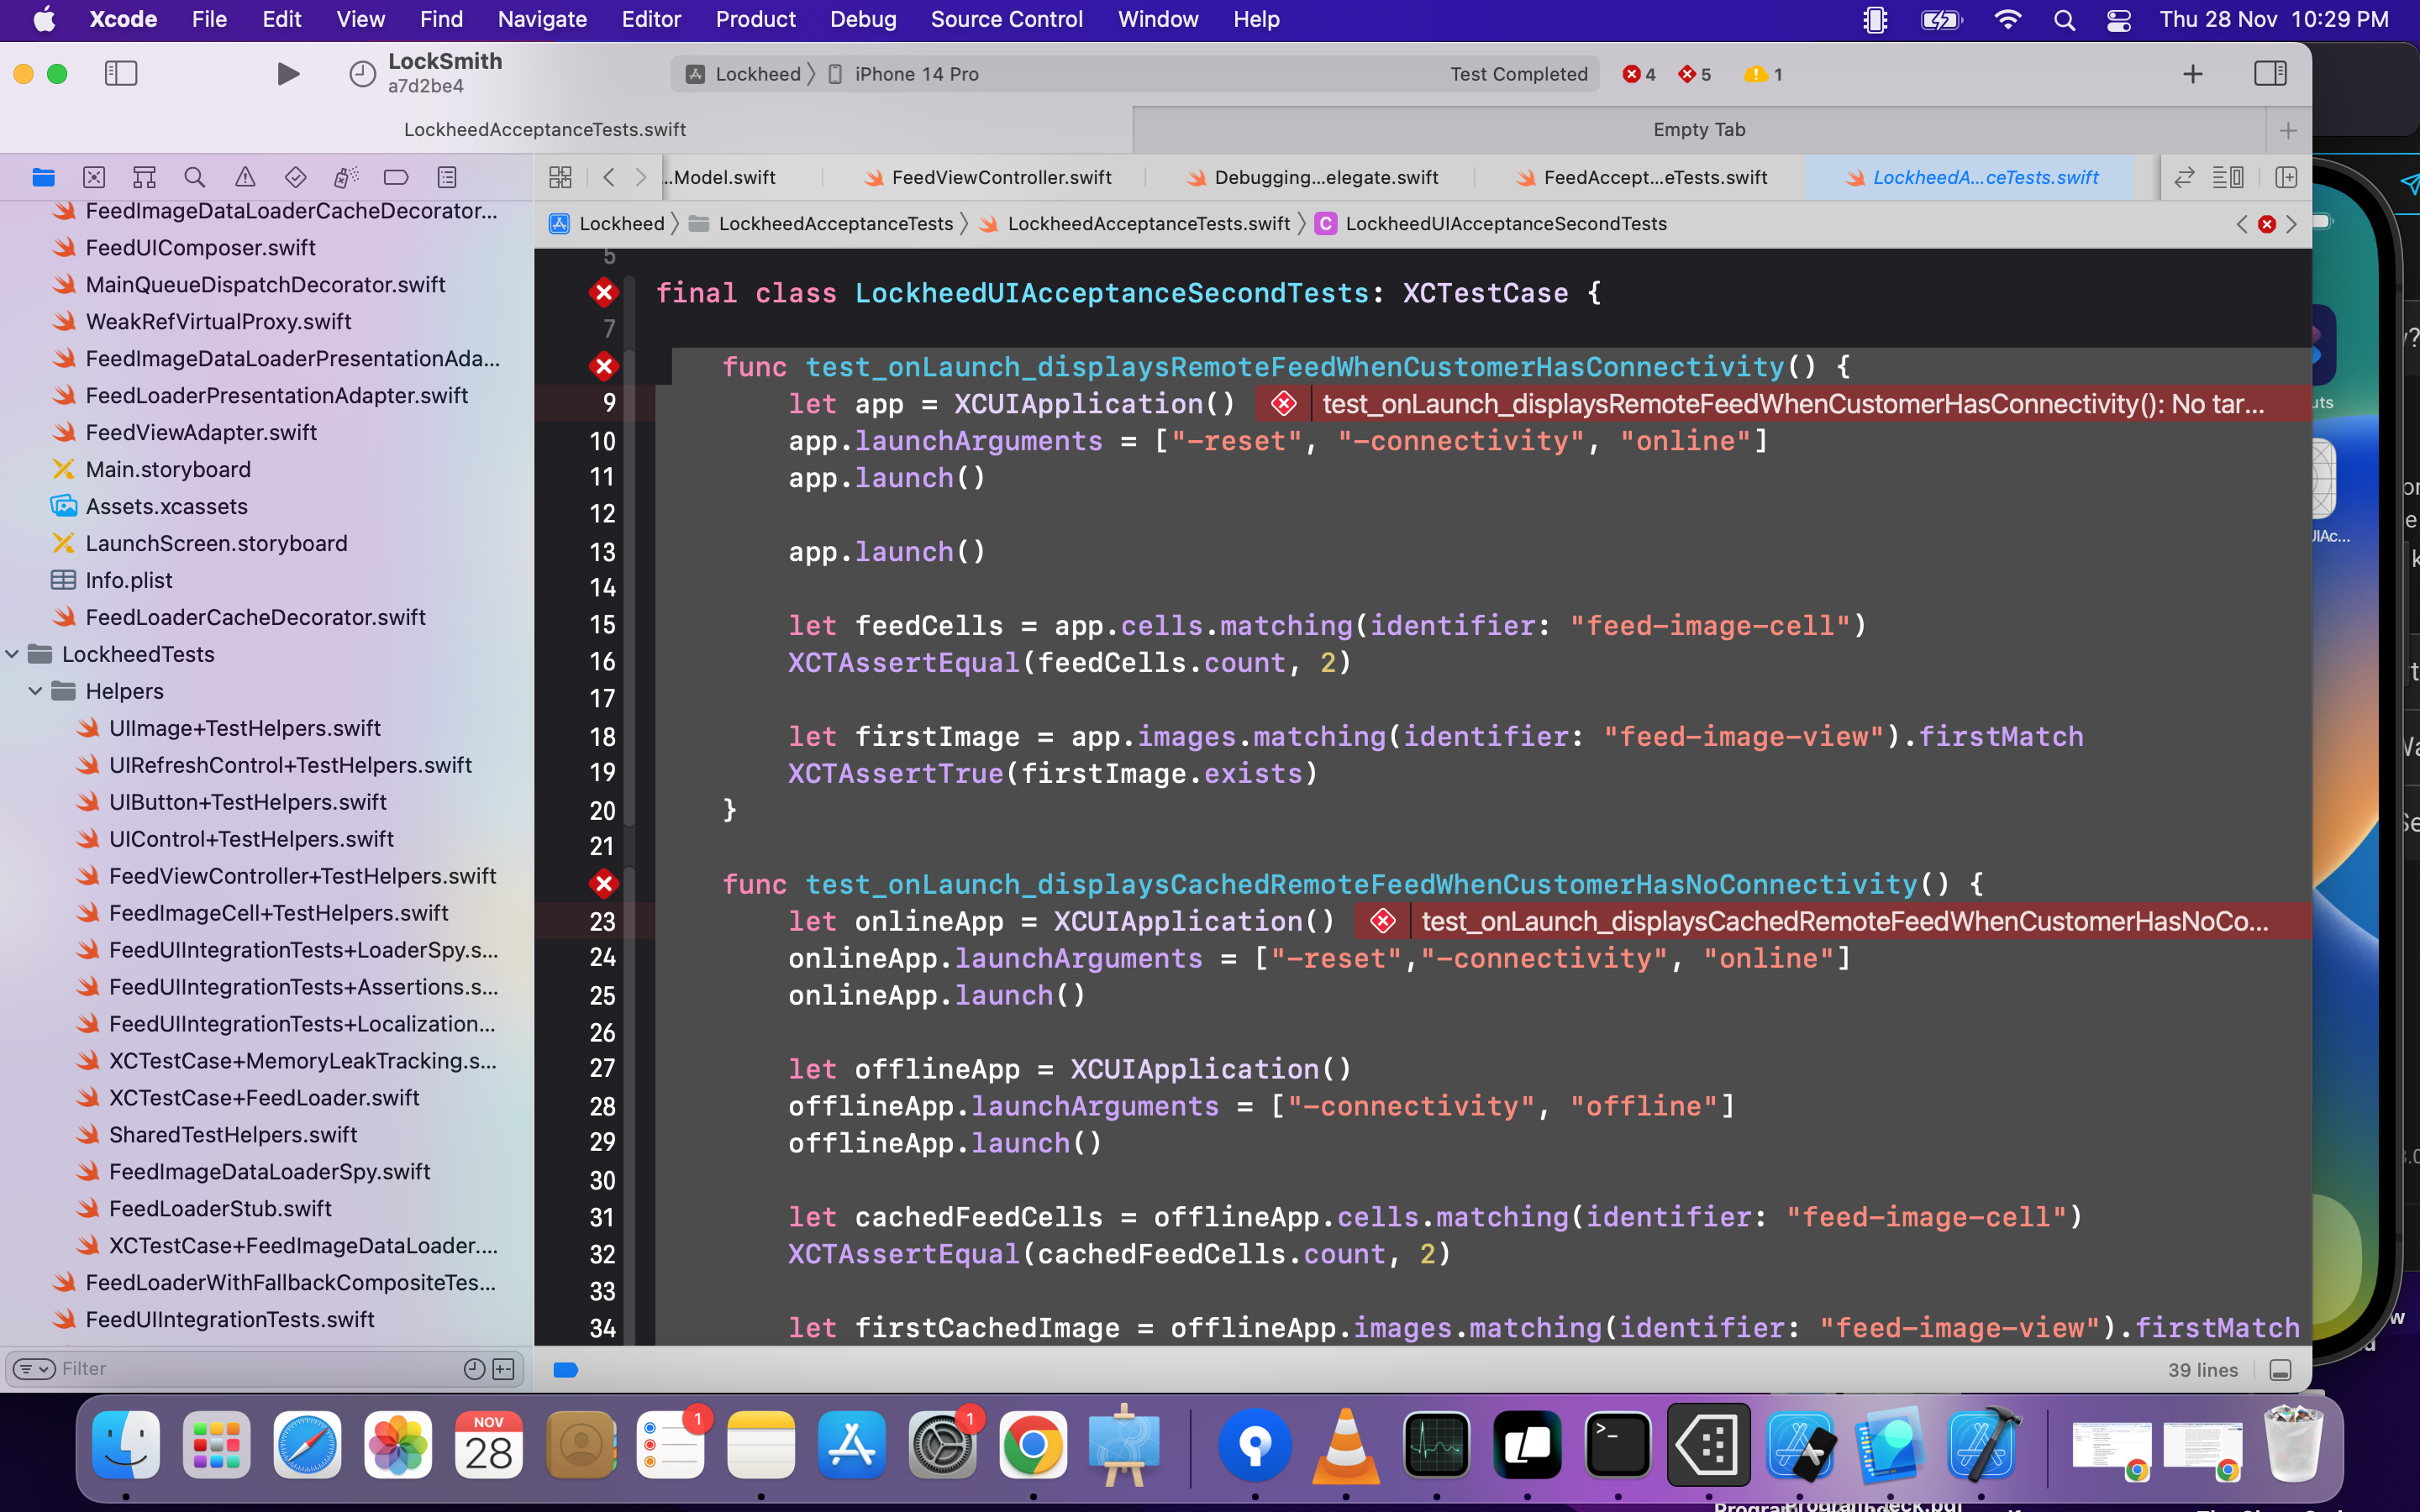 Xcode File Edit View Find Navigate Editor Product Debug Source Control Window Help Thu 28 Nov 10:29 PM
LockSmith
a7d2be4
Lockheed iPhone 14 Pro Test Completed 4 5 1
LockheedAcceptanceTests.swift Empty Tab
...Model.swift FeedViewController.swift Debugging...elegate.swift FeedAccept...eTests.swift LockheedA...ceTests.swift
Lockheed LockheedAcceptanceTests LockheedAcceptanceTests.swift C LockheedUIAcceptanceSecondTests
FeedImageDataLoaderCacheDecorator...
FeedUIComposer.swift
MainQueueDispatchDecorator.swift
WeakRefVirtualProxy.swift
FeedImageDataLoaderPresentationAda...
FeedLoaderPresentationAdapter.swift
FeedViewAdapter.swift
Main.storyboard
Assets.xcassets
LaunchScreen.storyboard
Info.plist
FeedLoaderCacheDecorator.swift
LockheedTests
Helpers
UIImage+TestHelpers.swift
UIRefreshControl+TestHelpers.swift
UIButton+TestHelpers.swift
UIControl+TestHelpers.swift
FeedViewController+TestHelpers.swift
FeedImageCell+TestHelpers.swift
FeedUIIntegrationTests+LoaderSpy.s...
FeedUIIntegrationTests+Assertions.s...
FeedUIIntegrationTests+Localization...
XCTestCase+MemoryLeakTracking.s...
XCTestCase+FeedLoader.swift
SharedTestHelpers.swift
FeedImageDataLoaderSpy.swift
FeedLoaderStub.swift
XCTestCase+FeedImageDataLoader....
FeedLoaderWithFallbackCompositeTes...
FeedUIIntegrationTests.swift
Filter
5
final class LockheedUIAcceptanceSecondTests: XCTestCase {
7
func test_onLaunch_displaysRemoteFeedWhenCustomerHasConnectivity() {
9 let app = XCUIApplication() test_onLaunch_displaysRemoteFeedWhenCustomerHasConnectivity(): No tar...
10 app.launchArguments = ["-reset", "-connectivity", "online"]
11 app.launch()
12
13 app.launch()
14
15 let feedCells = app.cells.matching(identifier: "feed-image-cell")
16 XCTAssertEqual(feedCells.count, 2)
17
18 let firstImage = app.images.matching(identifier: "feed-image-view").firstMatch
19 XCTAssertTrue(firstImage.exists)
20 }
21
func test_onLaunch_displaysCachedRemoteFeedWhenCustomerHasNoConnectivity() {
23 let onlineApp = XCUIApplication() test_onLaunch_displaysCachedRemoteFeedWhenCustomerHasNoCo...
24 onlineApp.launchArguments = ["-reset","-connectivity", "online"]
25 onlineApp.launch()
26
27 let offlineApp = XCUIApplication()
28 offlineApp.launchArguments = ["-connectivity", "offline"]
29 offlineApp.launch()
30
31 let cachedFeedCells = offlineApp.cells.matching(identifier: "feed-image-cell")
32 XCTAssertEqual(cachedFeedCells.count, 2)
33
34 let firstCachedImage = offlineApp.images.matching(identifier: "feed-image-view").firstMatch
39 lines
uts
UIAc...
NOV
28
1
1